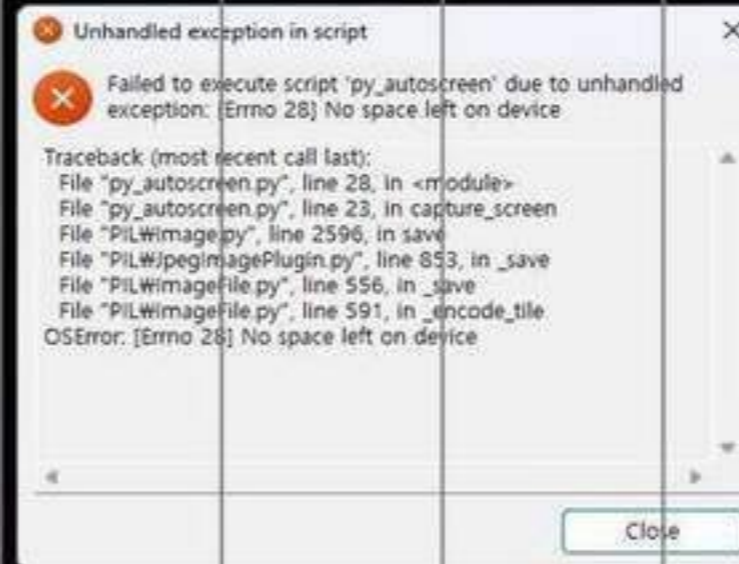 Unhandled exception in script
Failed to execute script 'py_autoscreen' due to unhandled
exception: [Errno 28] No space left on device
Traceback (most recent call last):
File "py_autoscreen.py", line 28, in <module>
File "py_autoscreen.py", line 23, in capture_screen
File "PIL₩Image.py", line 2596, in save
File "PIL₩JpegImagePlugin.py", line 853, in _save
File "PIL₩ImageFile.py", line 556, in _save
File "PIL₩ImageFile.py", line 591, in _encode_tile
OSError: [Errno 28] No space left on device
Close